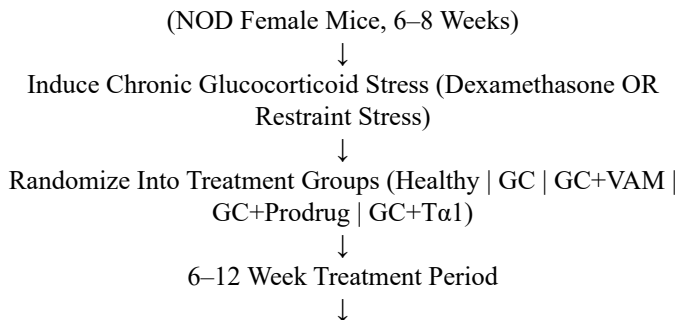 (NOD Female Mice, 6–8 Weeks)
↓
Induce Chronic Glucocorticoid Stress (Dexamethasone OR
Restraint Stress)
↓
Randomize Into Treatment Groups (Healthy | GC | GC+VAM |
GC+Prodrug | GC+Tα1)
↓
6–12 Week Treatment Period
↓